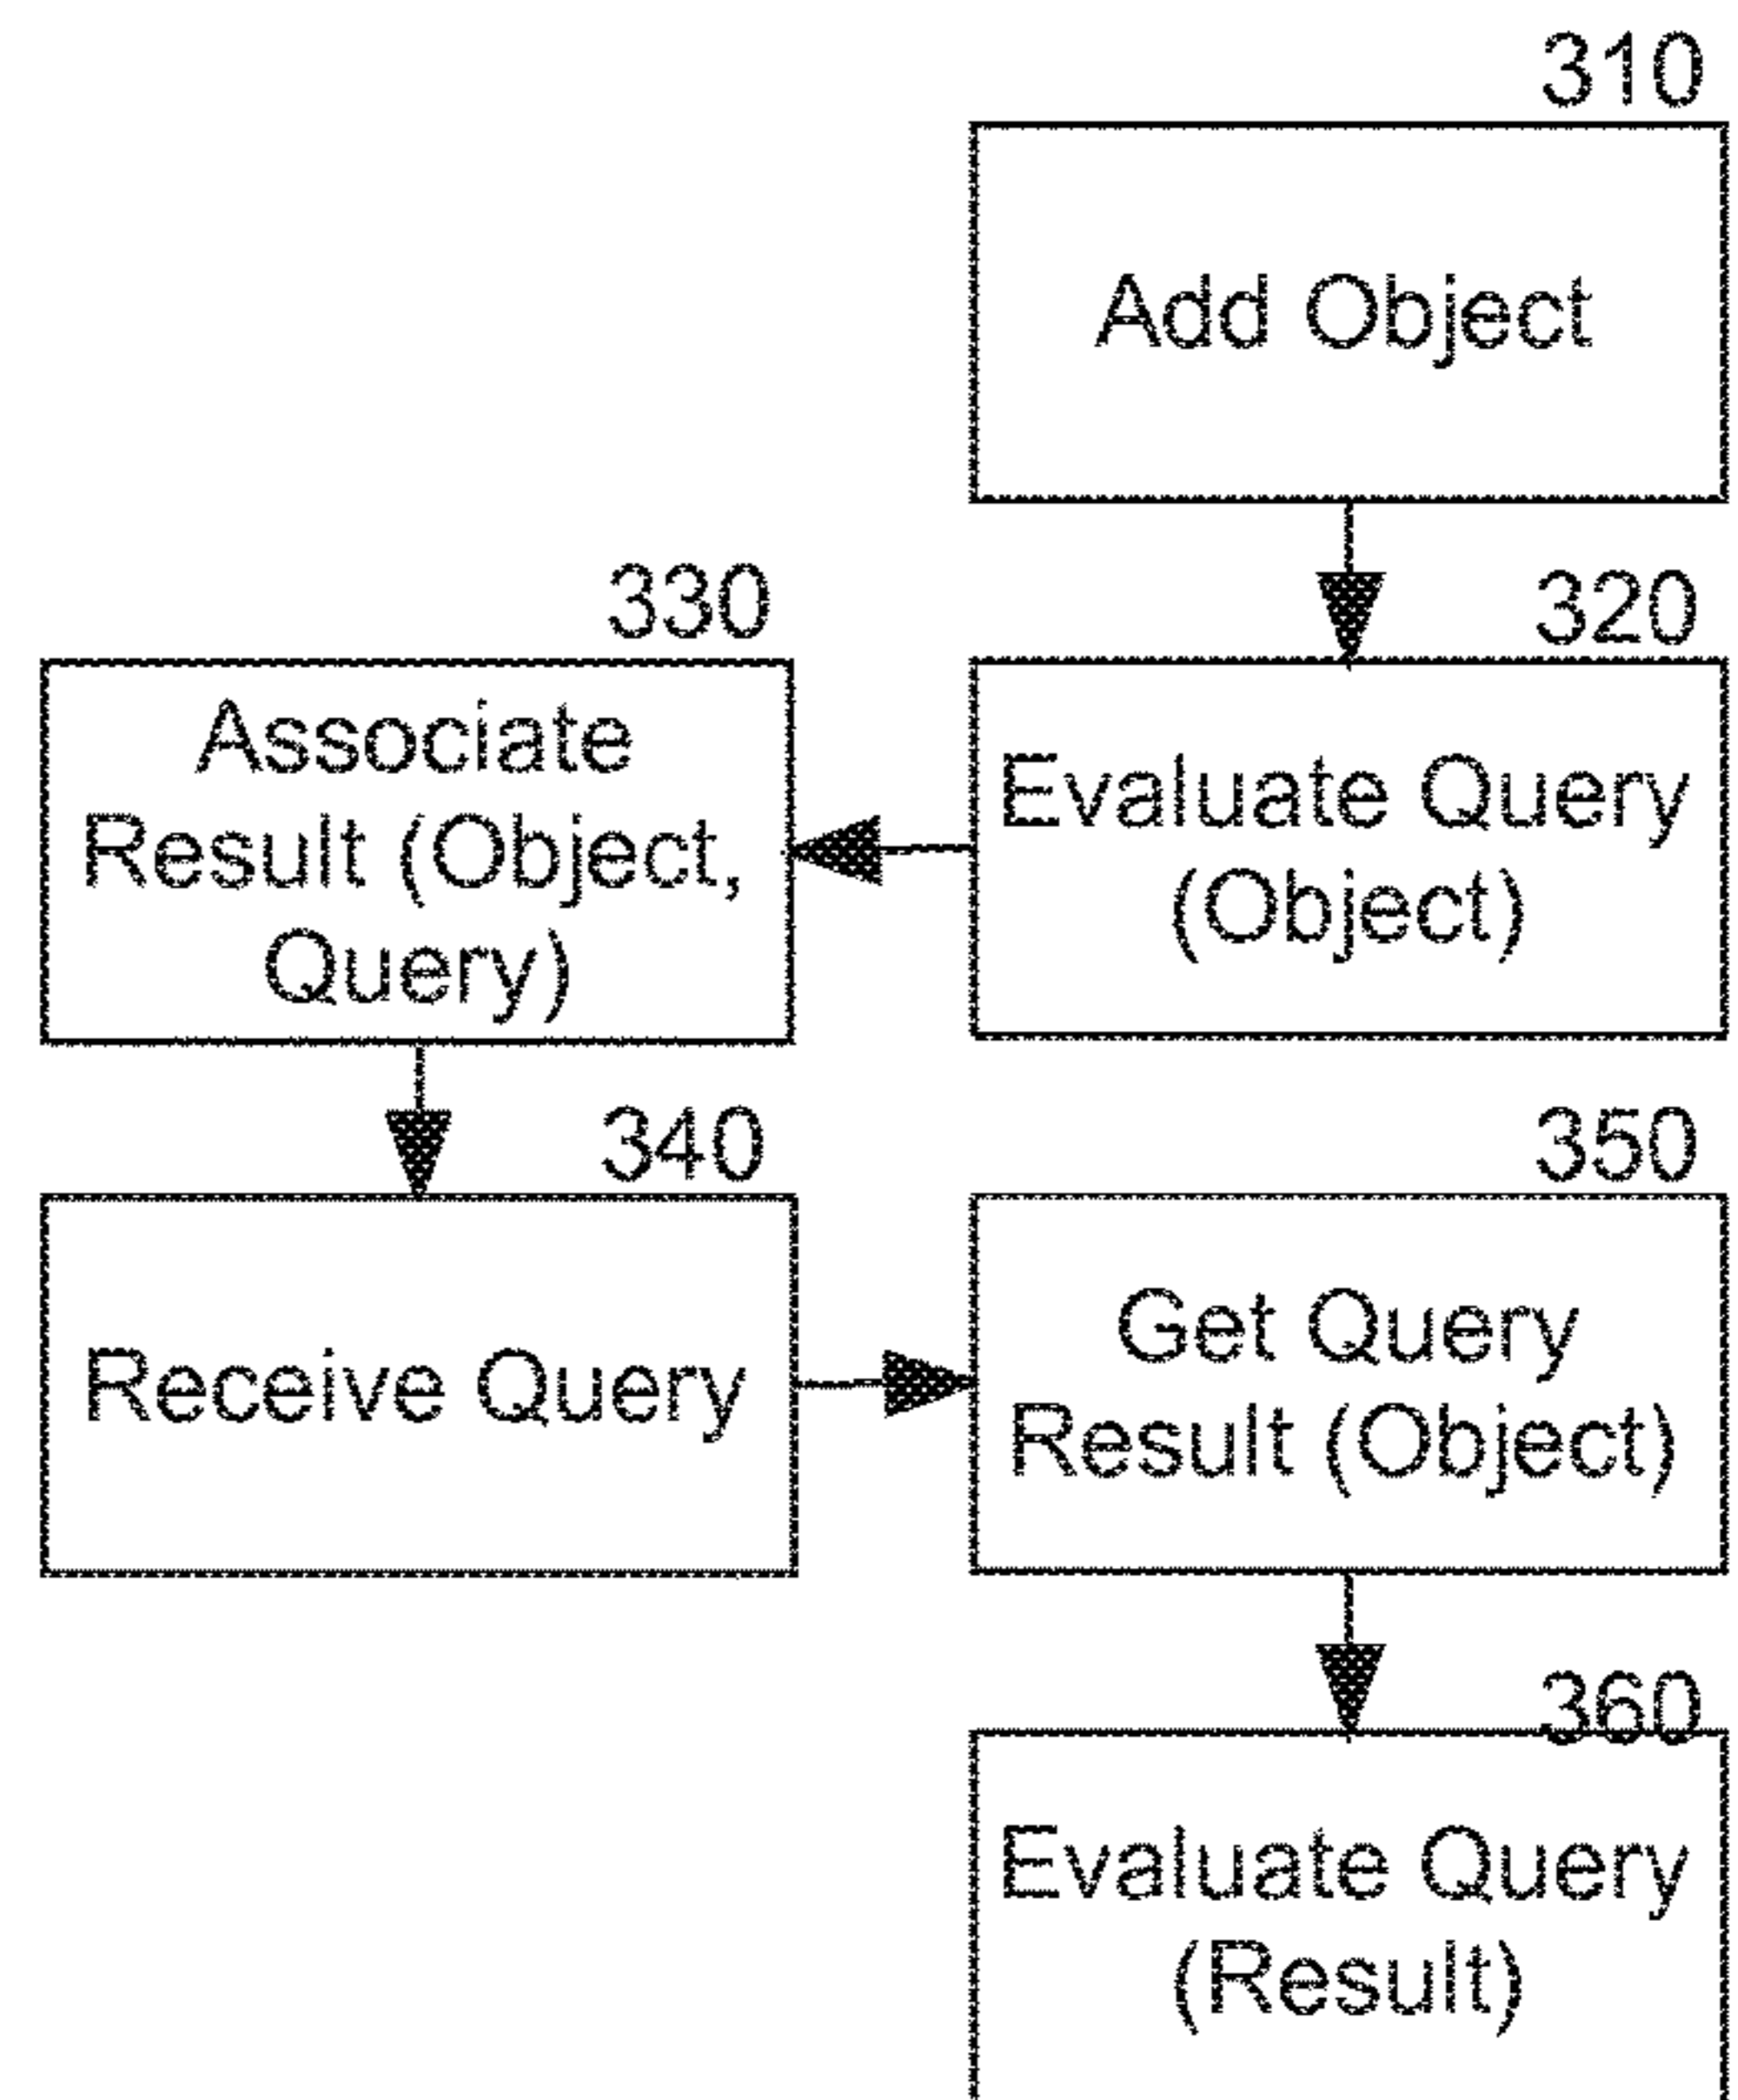 310
Add Object
320
Evaluate Query
(Object)
330
Associate
Result (Object,
Query)
340
Receive Query
350
Get Query
Result (Object)
360
Evaluate Query
(Result)